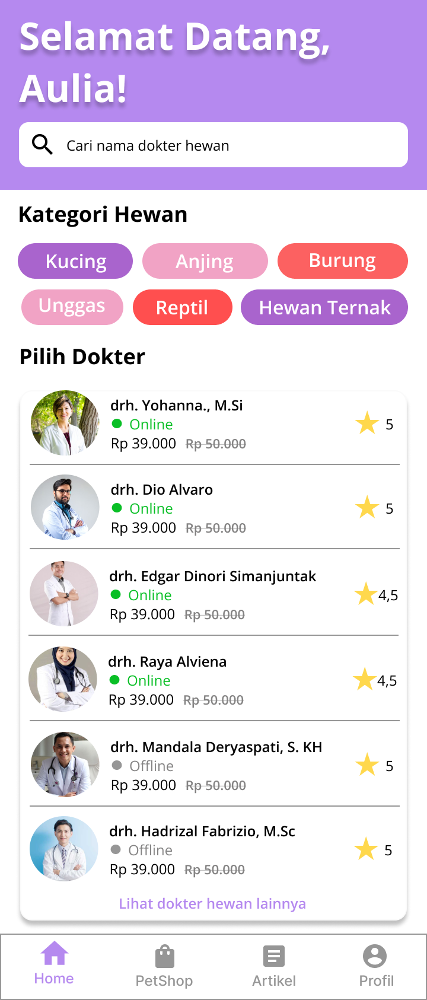 Selamat Datang,
Aulia!
Cari nama dokter hewan
Kategori Hewan
Kucing Anjing Burung
Unggas Reptil Hewan Ternak
Pilih Dokter
drh. Yohanna., M.Si
Online
5
Rp 39.000 Rp 50.000
drh. Dio Alvaro
Online
5
Rp 39.000 Rp 50.000
drh. Edgar Dinori Simanjuntak
Online
4,5
Rp 39.000 Rp 50.000
drh. Raya Alviena
Online
4,5
Rp 39.000 Rp 50.000
drh. Mandala Deryaspati, S. KH
Offline
5
Rp 39.000 Rp 50.000
drh. Hadrizal Fabrizio, M.Sc
Offline
5
Rp 39.000 Rp 50.000
Lihat dokter hewan lainnya
Home PetShop Artikel Profil